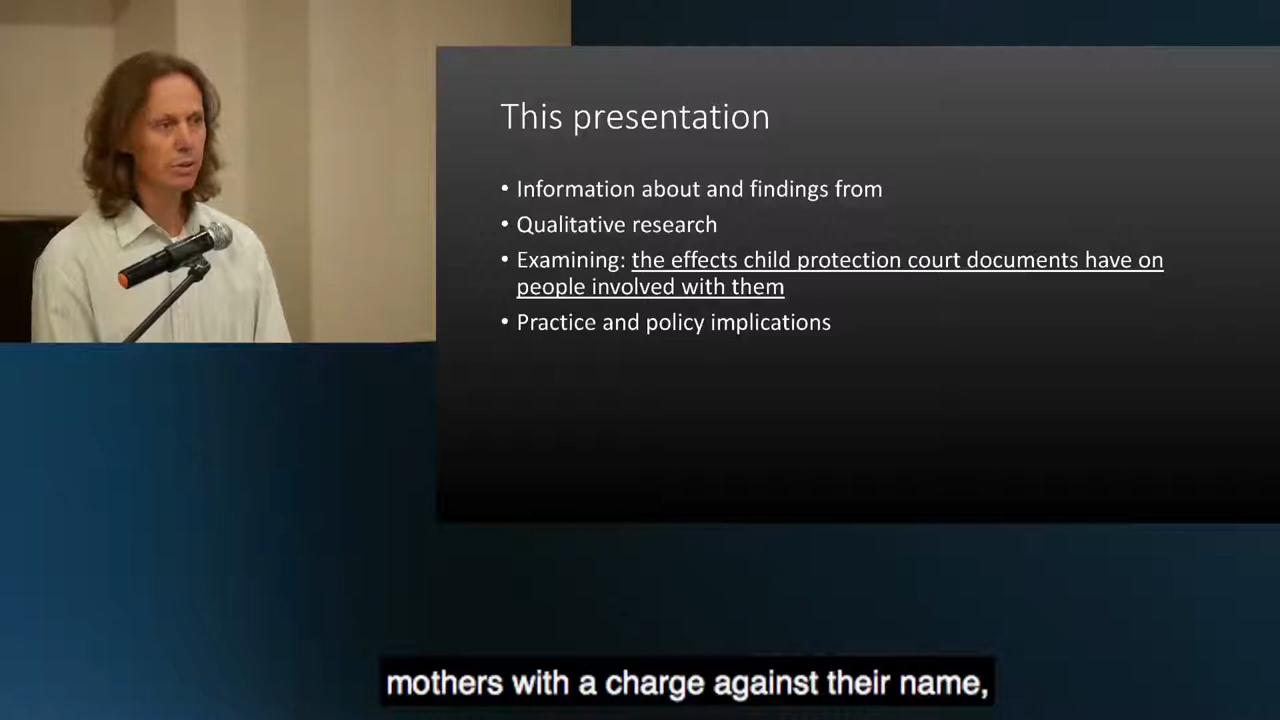 This presentation
• Information about and findings from
• Qualitative research
• Examining: the effects child protection court documents have on
people involved with them
• Practice and policy implications
mothers with a charge against their name,